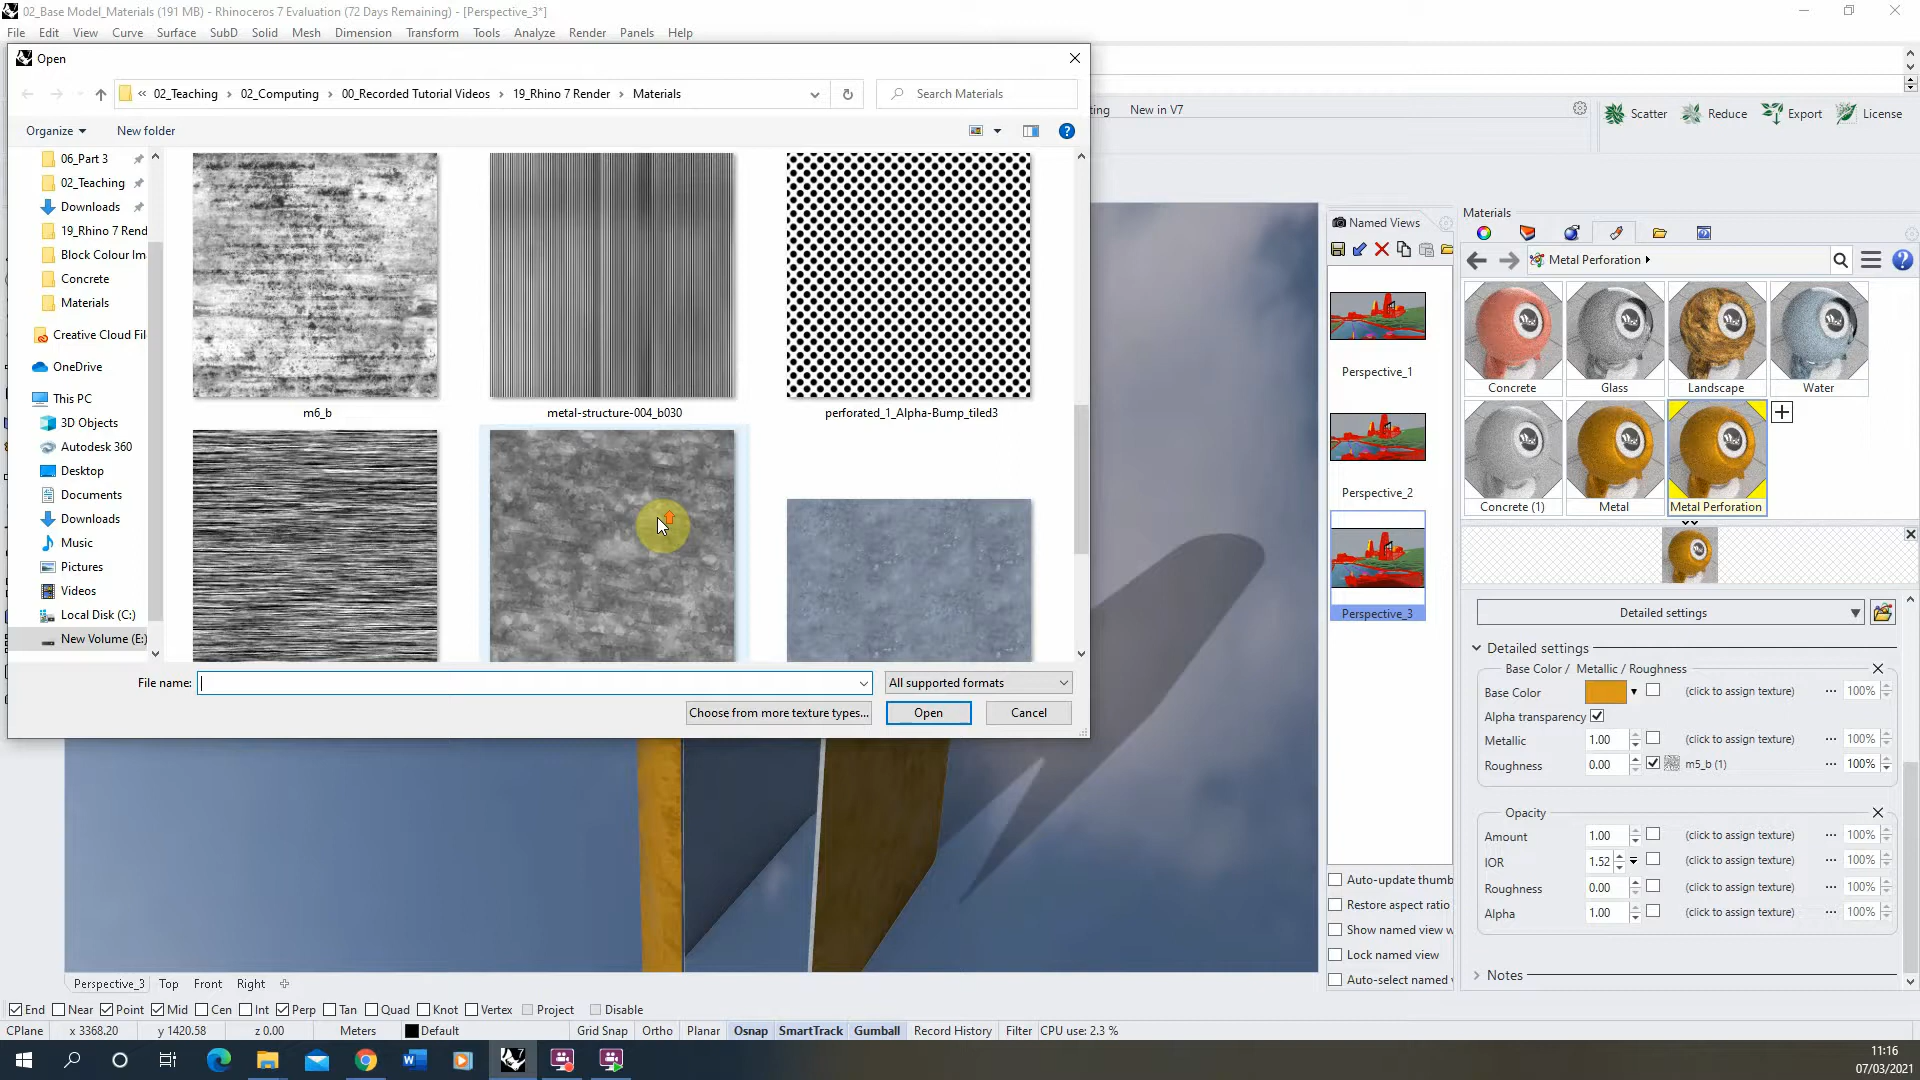 02_Base Model_Materials (191 MB) - Rhinoceros 7 Evaluation (72 Days Remaining) - [Perspective_3*]
File Edit View Curve Surface SubD Solid Mesh Dimension Transform Tools Analyze Render Panels Help
Open
« 02_Teaching › 02_Computing › 00_Recorded Tutorial Videos › 19_Rhino 7 Render › Materials
Search Materials
New in V7
Scatter Reduce Export License
Organize New folder
06_Part 3
02_Teaching
Downloads
19_Rhino 7 Rend
Block Colour Im
Concrete
Materials
Creative Cloud Fil
OneDrive
This PC
3D Objects
Autodesk 360
Desktop
Documents
Downloads
Music
Pictures
Videos
Local Disk (C:)
New Volume (E:)
m6_b
metal-structure-004_b030
perforated_1_Alpha-Bump_tiled3
File name:
All supported formats
Choose from more texture types...
Open
Cancel
Named Views
Perspective_1
Perspective_2
Perspective_3
Auto-update thumb
Restore aspect ratio
Show named view w
Lock named view
Auto-select named
Materials
Metal Perforation
Concrete
Glass
Landscape
Water
Concrete (1)
Metal
Metal Perforation
Detailed settings
Detailed settings
Base Color / Metallic / Roughness
Base Color (click to assign texture) ... 100%
Alpha transparency
Metallic 1.00 (click to assign texture) ... 100%
Roughness 0.00 m5_b (1) ... 100%
Opacity
Amount 1.00 (click to assign texture) ... 100%
IOR 1.52 (click to assign texture) ... 100%
Roughness 0.00 (click to assign texture) ... 100%
Alpha 1.00 (click to assign texture) ... 100%
Notes
Perspective_3 Top Front Right
End Near Point Mid Cen Int Perp Tan Quad Knot Vertex Project Disable
CPlane x 3368.20 y 1420.58 z 0.00 Meters Default Grid Snap Ortho Planar Osnap SmartTrack Gumball Record History Filter CPU use: 2.3 %
11:16
07/03/2021